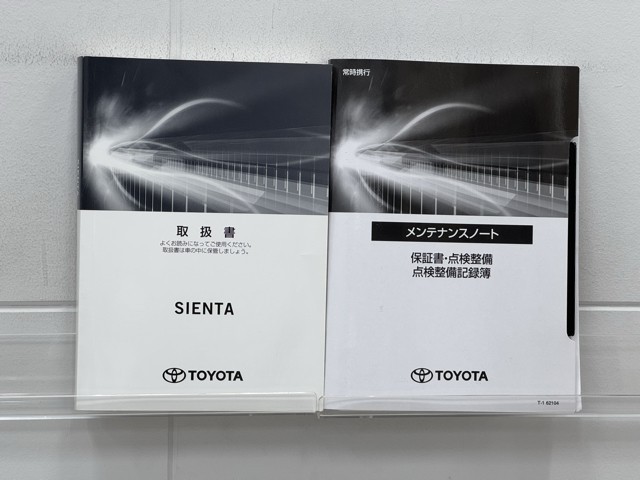 取扱書
よくお読みになってご使用ください。
取扱書は車の中に保管しましょう。
SIENTA
TOYOTA
常時携行
メンテナンスノート
保証書・点検整備
点検整備記録簿
TOYOTA
T-1 92104